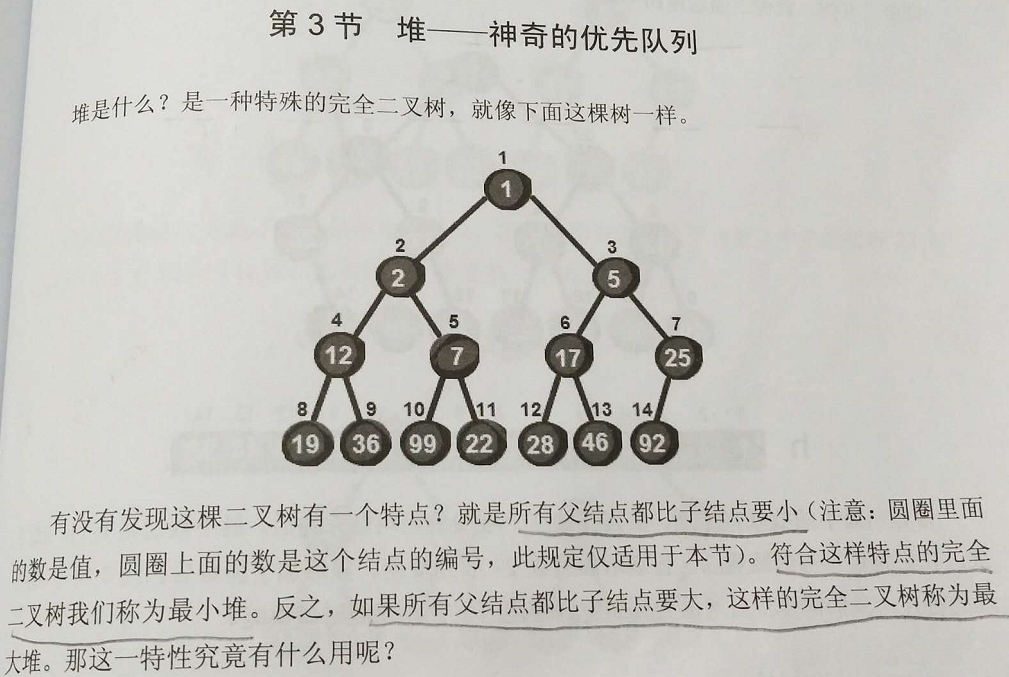 第3节 堆——神奇的优先队列
堆是什么？是一种特殊的完全二叉树，就像下面这棵树一样。
1
1
2 3
2 5
4 5 6 7
12 7 17 25
8 9 10 11 12 13 14
19 36 99 22 28 46 92
有没有发现这棵二叉树有一个特点？就是所有父结点都比子结点要小（注意：圆圈里面
的数是值，圆圈上面的数是这个结点的编号，此规定仅适用于本节）。符合这样特点的完全
二叉树我们称为最小堆。反之，如果所有父结点都比子结点要大，这样的完全二叉树称为最
大堆。那这一特性究竟有什么用呢？